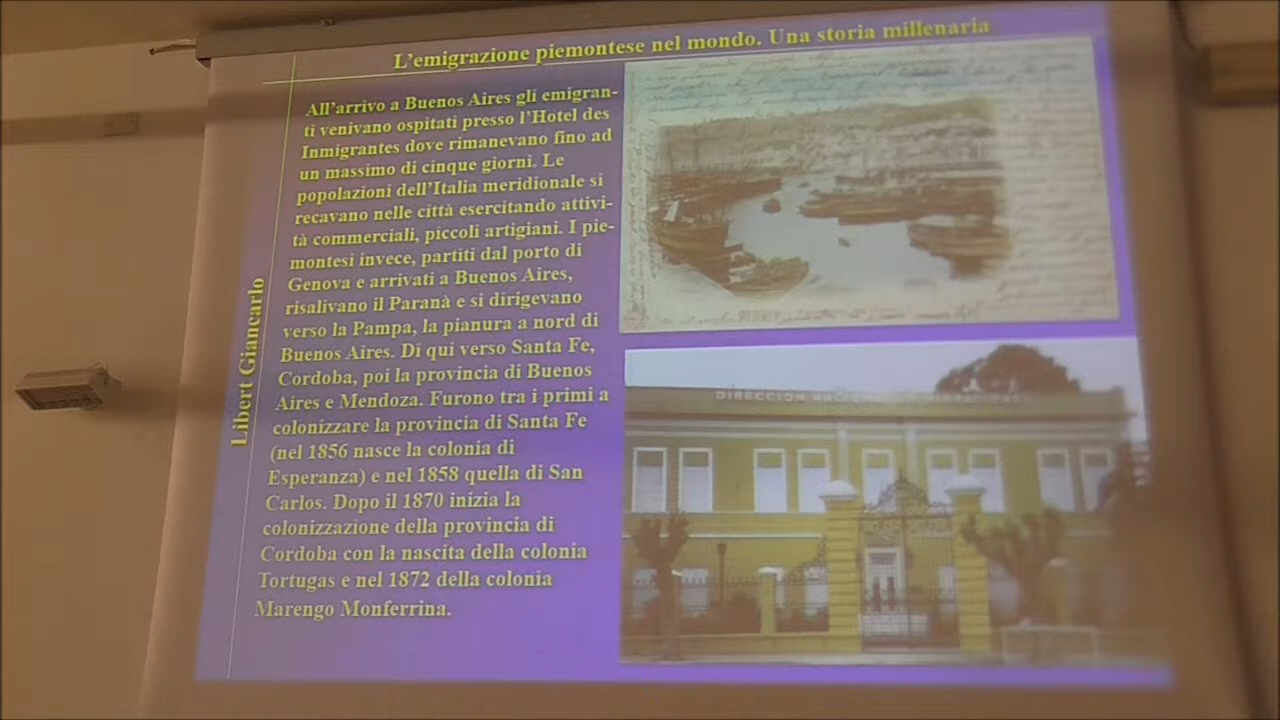 L'emigrazione piemontese nel mondo. Una storia millenaria
Libert Giancarlo
All'arrivo a Buenos Aires gli emigran-
ti venivano ospitati presso l'Hotel des
Inmigrantes dove rimanevano fino ad
un massimo di cinque giorni. Le
popolazioni dell'Italia meridionale si
recavano nelle città esercitando attivi-
tà commerciali, piccoli artigiani. I pie-
montesi invece, partiti dal porto di
Genova e arrivati a Buenos Aires,
risalivano il Paranà e si dirigevano
verso la Pampa, la pianura a nord di
Buenos Aires. Di qui verso Santa Fe,
Cordoba, poi la provincia di Buenos
Aires e Mendoza. Furono tra i primi a
colonizzare la provincia di Santa Fe
(nel 1856 nasce la colonia di
Esperanza) e nel 1858 quella di San
Carlos. Dopo il 1870 inizia la
colonizzazione della provincia di
Cordoba con la nascita della colonia
Tortugas e nel 1872 della colonia
Marengo Monferrina.
DIRECCION